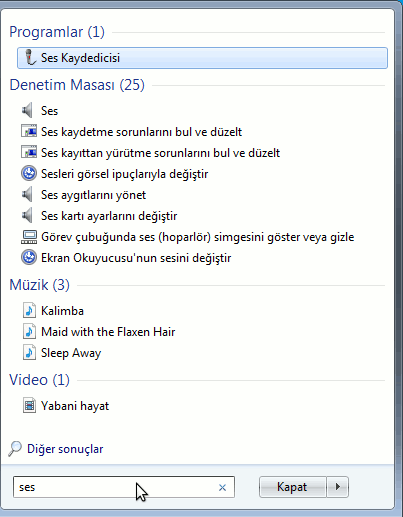 Programlar (1)
Ses Kaydedicisi
Denetim Masası (25)
Ses
Ses kaydetme sorunlarını bul ve düzelt
Ses kayıttan yürütme sorunlarını bul ve düzelt
Sesleri görsel ipuçlarıyla değiştir
Ses aygıtlarını yönet
Ses kartı ayarlarını değiştir
Görev çubuğunda ses (hoparlör) simgesini göster veya gizle
Ekran Okuyucusu'nun sesini değiştir
Müzik (3)
Kalimba
Maid with the Flaxen Hair
Sleep Away
Video (1)
Yabani hayat
Diğer sonuçlar
ses
Kapat